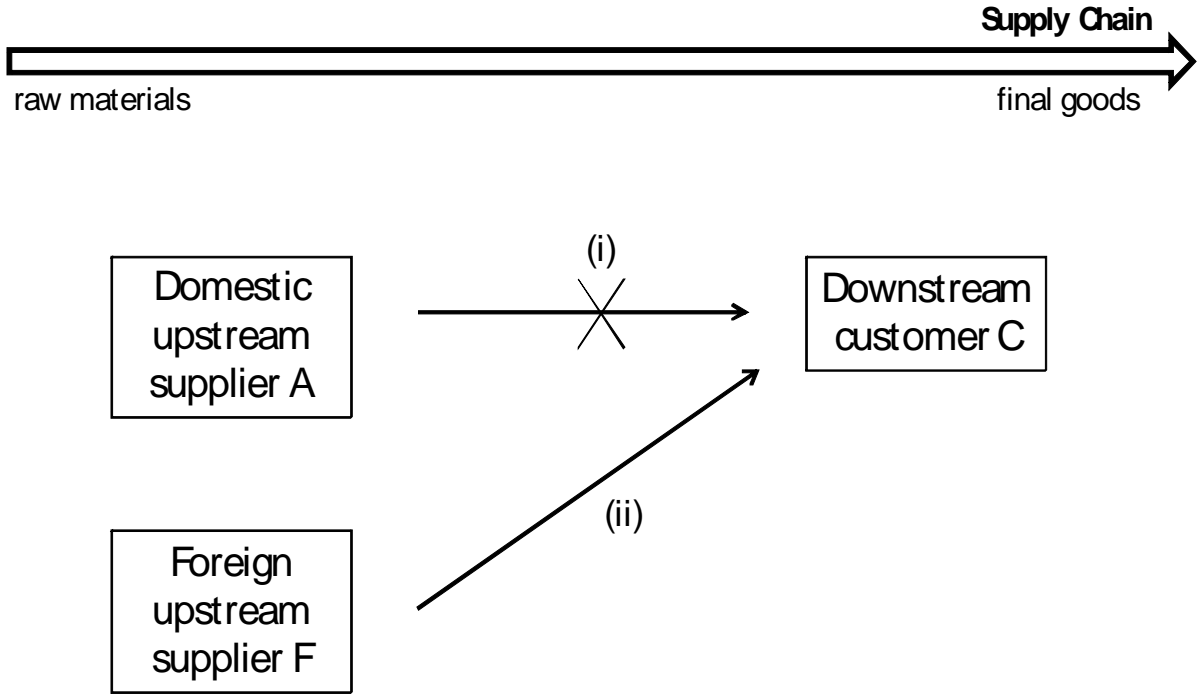 Supply Chain
raw materials
final goods
(i)
Domestic
upstream
supplier A
Downstream
customer C
(ii)
Foreign
upstream
supplier F